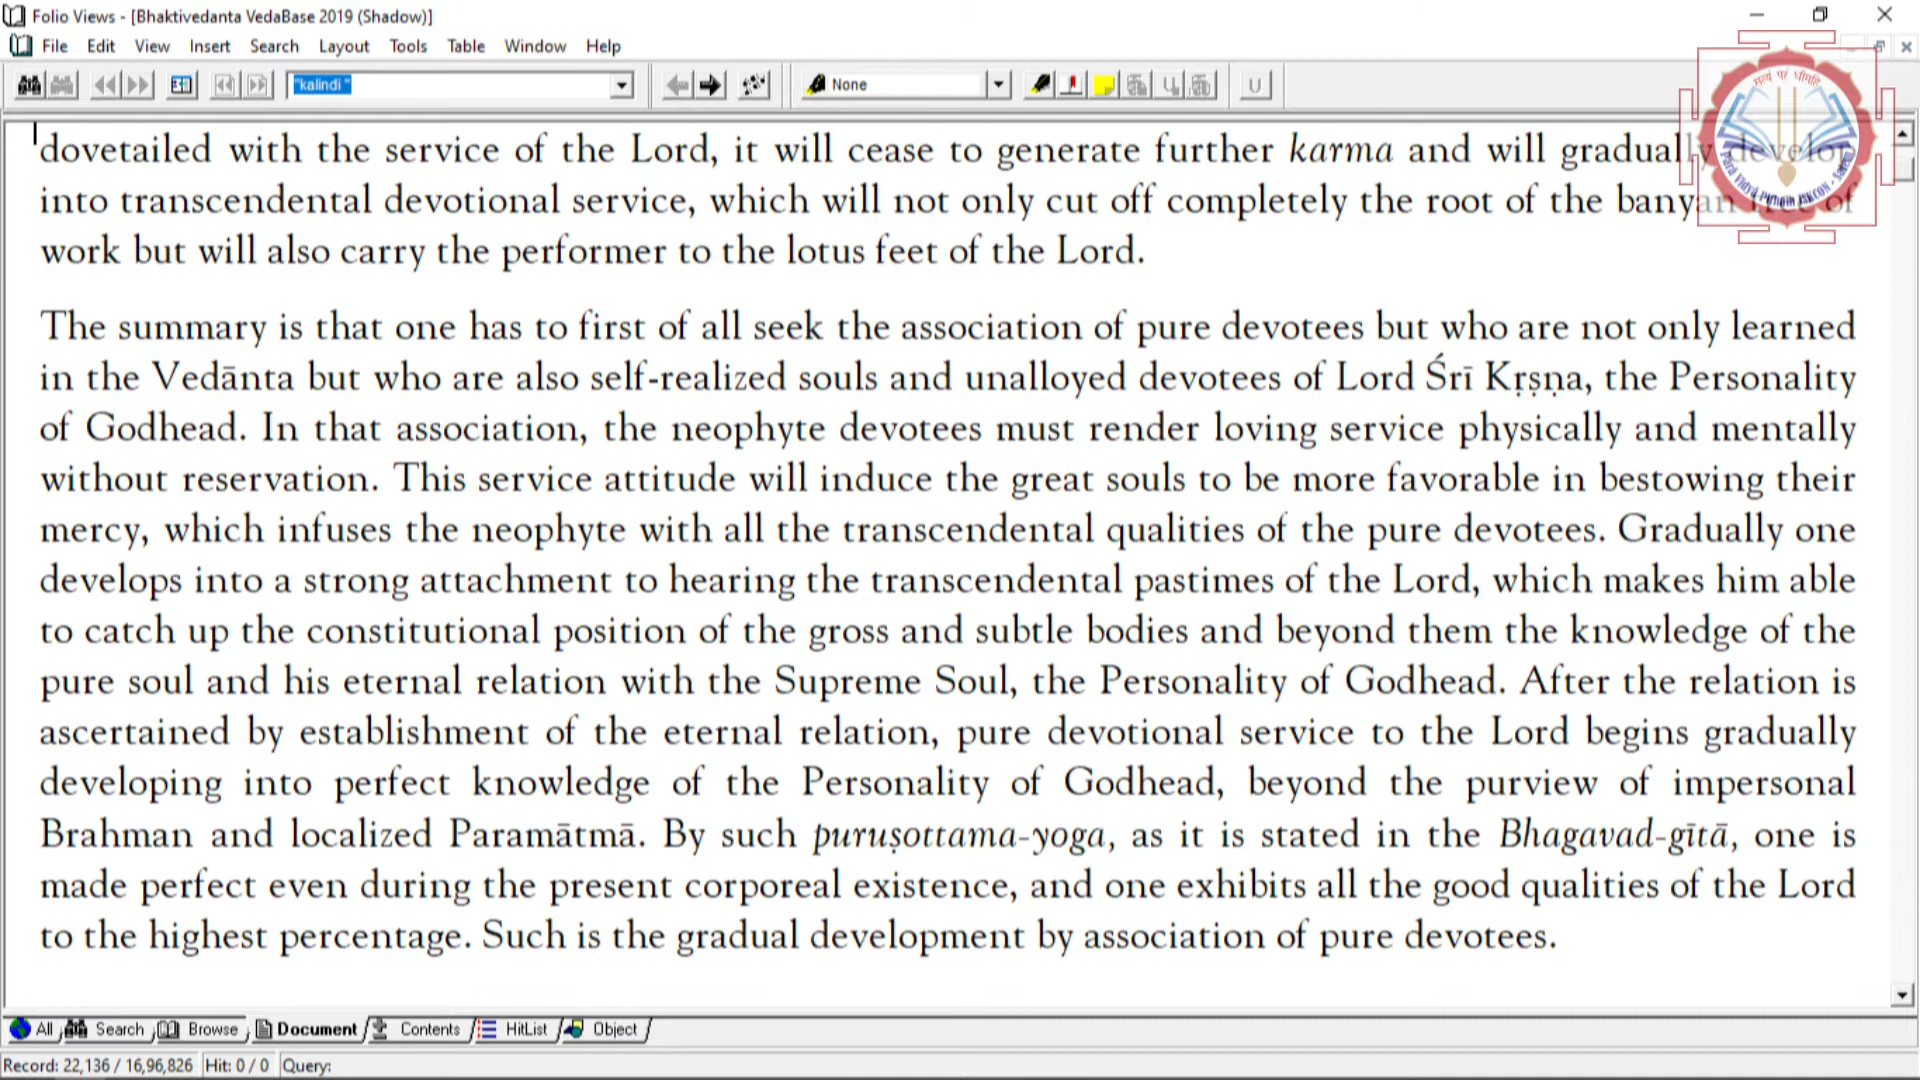 Folio Views - [Bhaktivedanta VedaBase 2019 (Shadow)]
File Edit View Insert Search Layout Tools Table Window Help
"kalindi "
None
U
सत्यं परं धीमहि
Para Vidya Pitham ISKCON - Salem
dovetailed with the service of the Lord, it will cease to generate further karma and will gradually develop
into transcendental devotional service, which will not only cut off completely the root of the banyan tree of
work but will also carry the performer to the lotus feet of the Lord.
The summary is that one has to first of all seek the association of pure devotees but who are not only learned
in the Vedānta but who are also self-realized souls and unalloyed devotees of Lord Śrī Kṛṣṇa, the Personality
of Godhead. In that association, the neophyte devotees must render loving service physically and mentally
without reservation. This service attitude will induce the great souls to be more favorable in bestowing their
mercy, which infuses the neophyte with all the transcendental qualities of the pure devotees. Gradually one
develops into a strong attachment to hearing the transcendental pastimes of the Lord, which makes him able
to catch up the constitutional position of the gross and subtle bodies and beyond them the knowledge of the
pure soul and his eternal relation with the Supreme Soul, the Personality of Godhead. After the relation is
ascertained by establishment of the eternal relation, pure devotional service to the Lord begins gradually
developing into perfect knowledge of the Personality of Godhead, beyond the purview of impersonal
Brahman and localized Paramātmā. By such puruṣottama-yoga, as it is stated in the Bhagavad-gītā, one is
made perfect even during the present corporeal existence, and one exhibits all the good qualities of the Lord
to the highest percentage. Such is the gradual development by association of pure devotees.
All Search Browse Document Contents HitList Object
Record: 22,136 / 16,96,826 Hit: 0 / 0 Query: